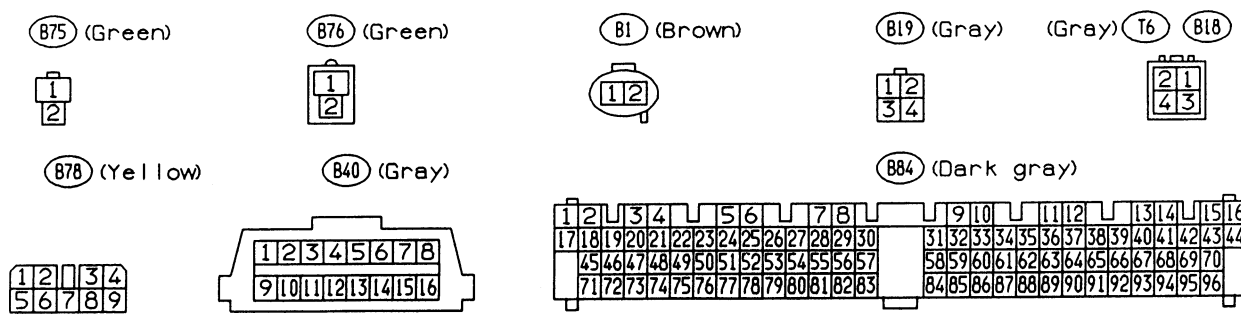 B75 (Green) B76 (Green) B1 (Brown) B19 (Gray) (Gray) T6 B18
1 1 1 2 1 2 2 1
2 2 3 4 4 3
B78 (Yellow) B40 (Gray) B84 (Dark gray)
1 2 3 4
5 6 7 8 9
1 2 3 4 5 6 7 8
9 10 11 12 13 14 15 16
1 2 3 4 5 6 7 8 9 10 11 12 13 14 15 16
17 18 19 20 21 22 23 24 25 26 27 28 29 30 31 32 33 34 35 36 37 38 39 40 41 42 43 44
45 46 47 48 49 50 51 52 53 54 55 56 57 58 59 60 61 62 63 64 65 66 67 68 69 70
71 72 73 74 75 76 77 78 79 80 81 82 83 84 85 86 87 88 89 90 91 92 93 94 95 96